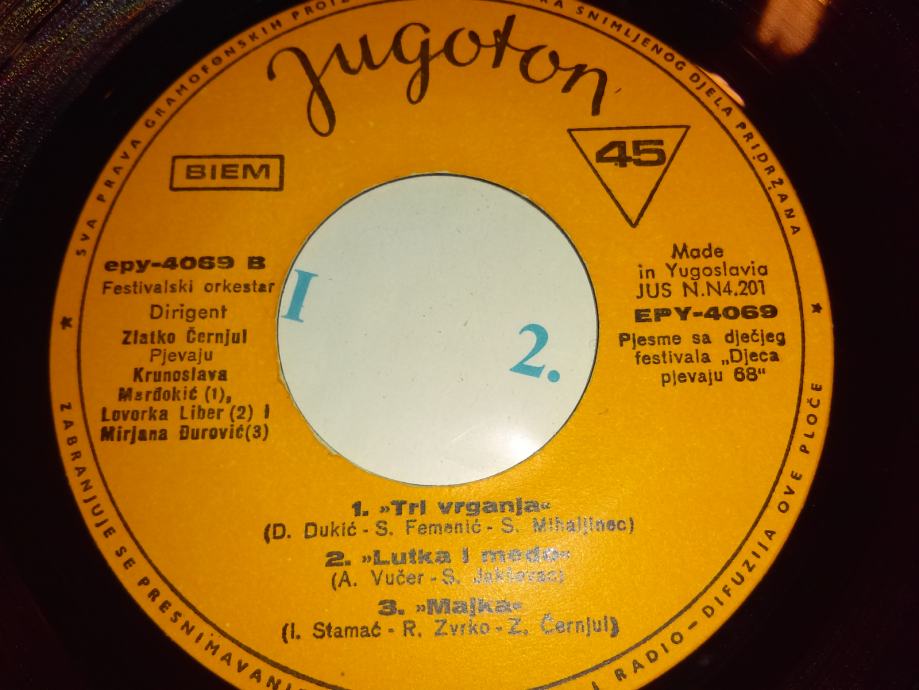 SVA PRAVA GRAMOFONSKIH
SNIMLJENOG DJELA PRIDRŽANA
jugoton
BIEM
45
epy-4069 B
Festivalski orkestar
Dirigent
Zlatko Černjul
Pjevaju
Krunoslava
Mardokić (1),
Lovorka Liber (2) i
Mirjana Đurović(3)
I
2.
Made
in Yugoslavia
JUS N.N4.201
EPY-4069
Pjesme sa dječjeg
festivala „Djeca
pjevaju 68"
1. »Tri vrganja«
(D. Dukić - S. Femenić - S. Mihaljinec)
2. »Lutka i medo«
(A. Vučer - S. Jakševac)
3. »Majka«
(I. Stamać - R. Zvrko - Z. Černjul)
ZABRANJUJE SE PRESNIMAVANJE
I RADIO-DIFUZIJA OVE PLOČE